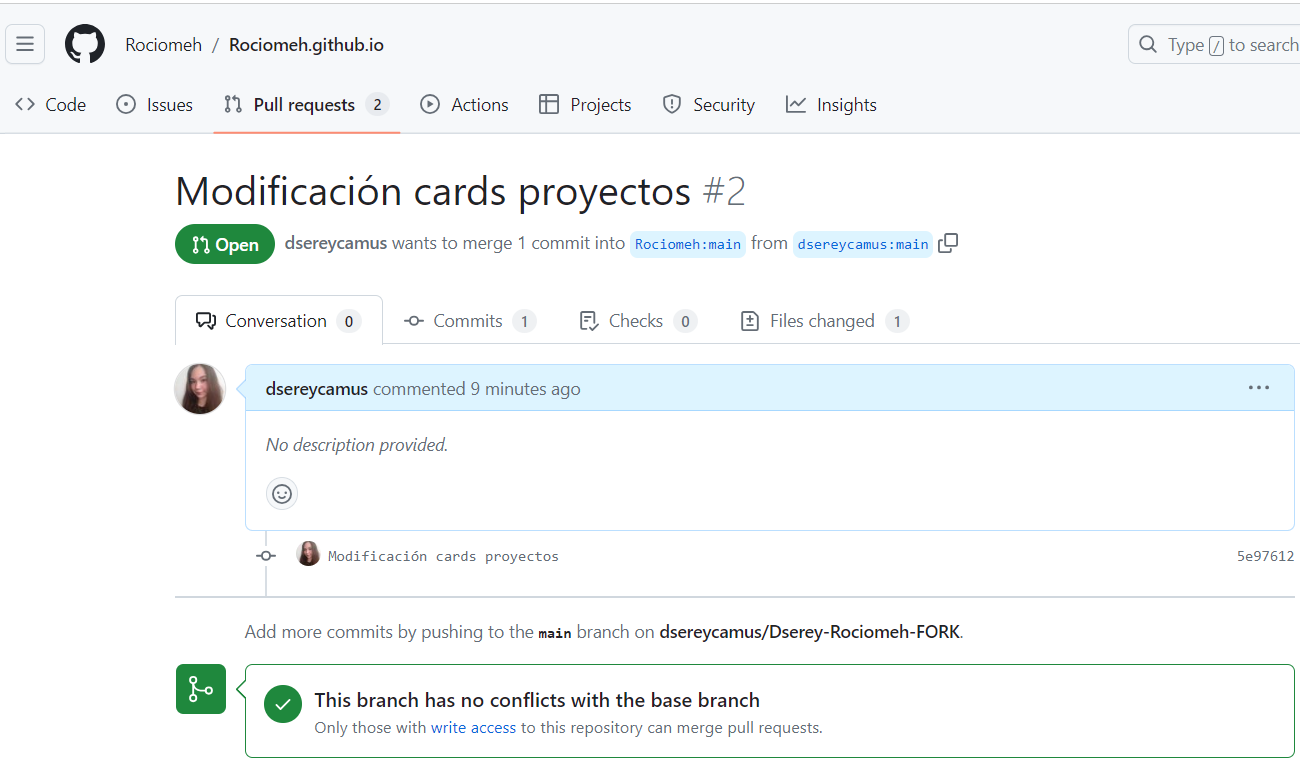 Rociomeh / Rociomeh.github.io
Type / to search
Code Issues Pull requests 2 Actions Projects Security Insights
Modificación cards proyectos #2
Open dsereycamus wants to merge 1 commit into Rociomeh:main from dsereycamus:main
Conversation 0 Commits 1 Checks 0 Files changed 1
dsereycamus commented 9 minutes ago
No description provided.
Modificación cards proyectos 5e97612
Add more commits by pushing to the main branch on dsereycamus/Dserey-Rociomeh-FORK.
This branch has no conflicts with the base branch
Only those with write access to this repository can merge pull requests.